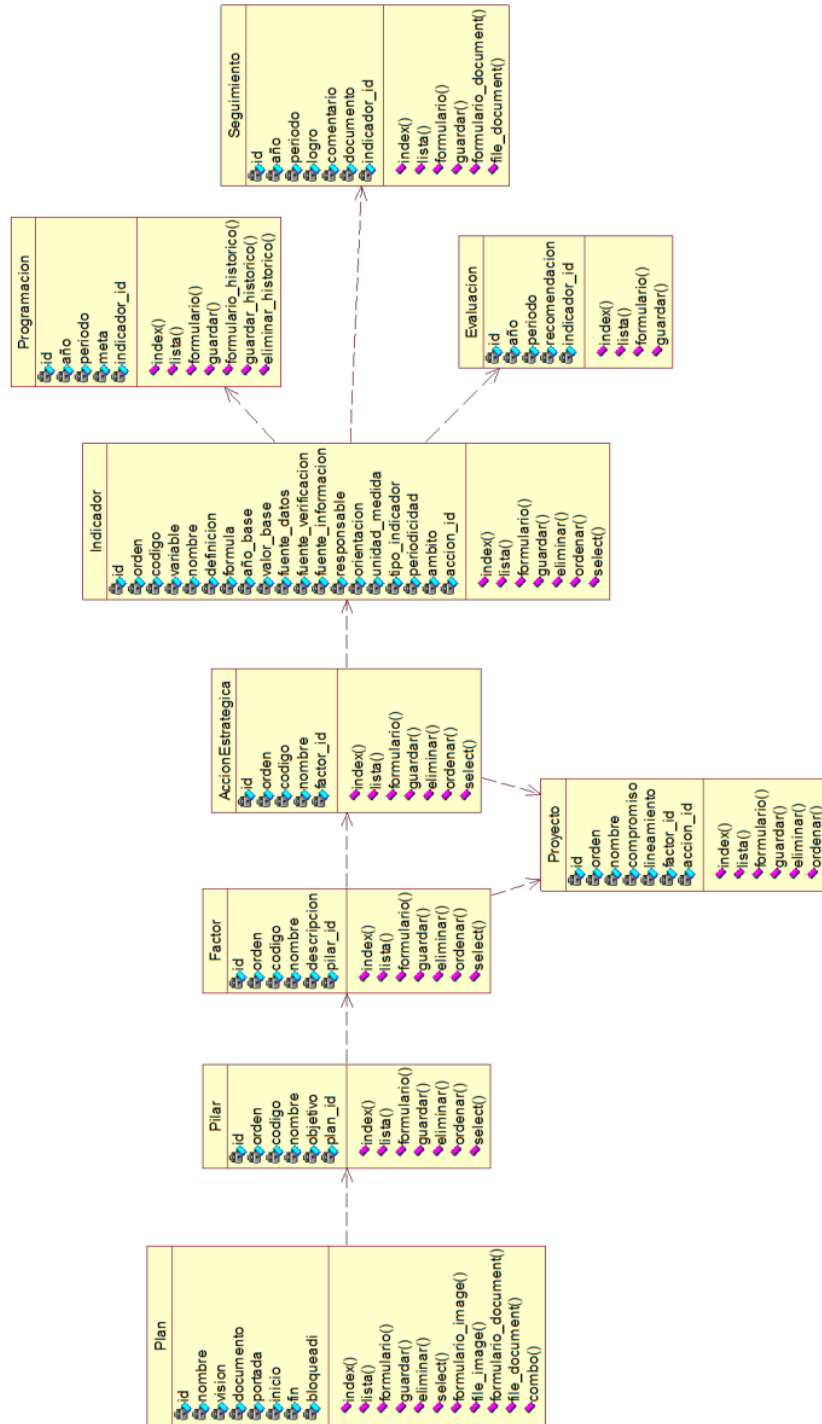 Plan
id
nombre
vision
documento
portada
inicio
fin
bloqueadi
index()
lista()
formulario()
guardar()
eliminar()
select()
formulario_image()
file_image()
formulario_document()
file_document()
combo()
Pilar
id
orden
codigo
nombre
objetivo
plan_id
index()
lista()
formulario()
guardar()
eliminar()
ordenar()
select()
Factor
id
orden
codigo
nombre
descripcion
pilar_id
index()
lista()
formulario()
guardar()
eliminar()
ordenar()
select()
AccionEstrategica
id
orden
codigo
nombre
factor_id
index()
lista()
formulario()
guardar()
eliminar()
ordenar()
select()
Proyecto
id
orden
nombre
compromiso
lineamiento
factor_id
accion_id
index()
lista()
formulario()
guardar()
eliminar()
ordenar()
Indicador
id
orden
codigo
variable
nombre
definicion
formula
año_base
valor_base
fuente_datos
fuente_verificacion
fuente_informacion
responsable
orientacion
unidad_medida
tipo_indicador
periodicidad
ambito
accion_id
index()
lista()
formulario()
guardar()
eliminar()
ordenar()
select()
Programacion
id
año
periodo
meta
indicador_id
index()
lista()
formulario()
guardar()
formulario_historico()
guardar_historico()
eliminar_historico()
Seguimiento
id
año
periodo
logro
comentario
documento
indicador_id
index()
lista()
formulario()
guardar()
formulario_document()
file_document()
Evaluacion
id
año
periodo
recomendacion
indicador_id
index()
lista()
formulario()
guardar()